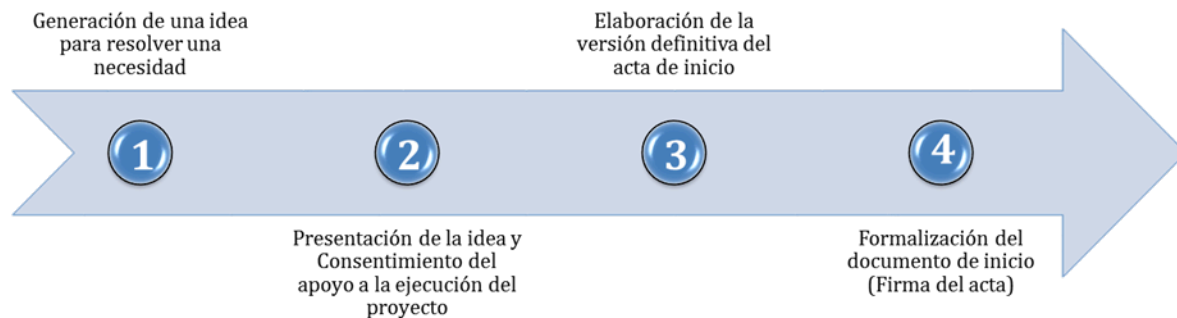 Generación de una idea
para resolver una
necesidad
Elaboración de la
versión definitiva del
acta de inicio
1
2
3
4
Presentación de la idea y
Consentimiento del
apoyo a la ejecución del
proyecto
Formalización del
documento de inicio
(Firma del acta)